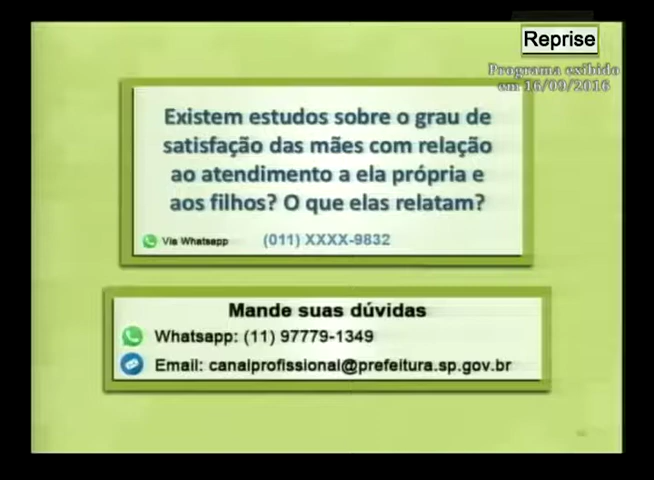 Reprise
Programa exibido
em 16/09/2016
Existem estudos sobre o grau de
satisfação das mães com relação
ao atendimento a ela própria e
aos filhos? O que elas relatam?
Via Whatsapp (011) XXXX-9832
Mande suas dúvidas
Whatsapp: (11) 97779-1349
Email: canalprofissional@prefeitura.sp.gov.br